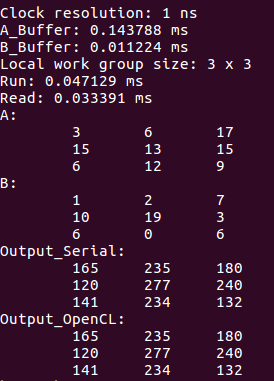 Clock resolution: 1 ns
A_Buffer: 0.143788 ms
B_Buffer: 0.011224 ms
Local work group size: 3 x 3
Run: 0.047129 ms
Read: 0.033391 ms
A:
3 6 17
15 13 15
6 12 9
B:
1 2 7
10 19 3
6 0 6
Output_Serial:
165 235 180
120 277 240
141 234 132
Output_OpenCL:
165 235 180
120 277 240
141 234 132